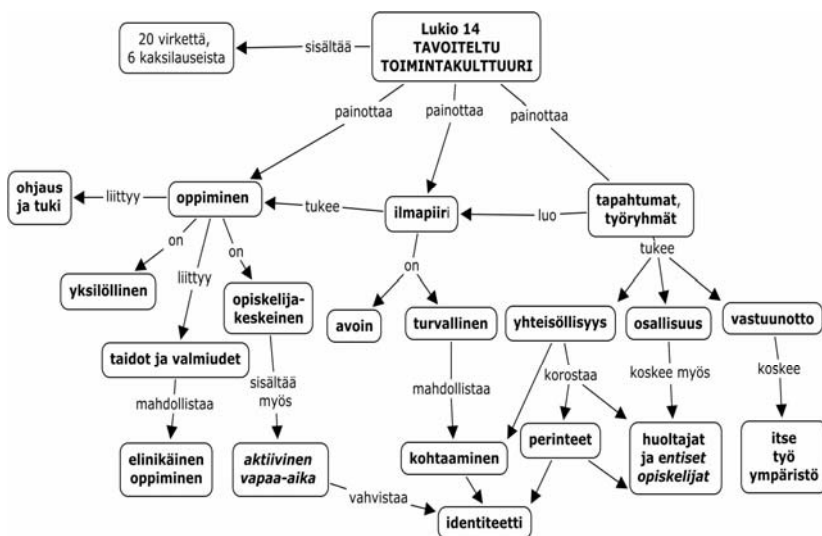 Lukio 14
TAVOITELTU
TOIMINTAKULTTUURI
sisältää
20 virkettä,
6 kaksilauseista
painottaa
painottaa
painottaa
ohjaus
ja tuki
liittyy
oppiminen
tukee
ilmapiiri
luo
tapahtumat,
työryhmät
on
liittyy
on
on
tukee
yksilöllinen
opiskelija-
keskeinen
avoin
turvallinen
yhteisöllisyys
osallisuus
vastuunotto
taidot ja valmiudet
sisältää
myös
mahdollistaa
mahdollistaa
korostaa
koskee myös
koskee
elinikäinen
oppiminen
aktiivinen
vapaa-aika
kohtaaminen
perinteet
huoltajat
ja entiset
opiskelijat
itse
työ
ympäristö
vahvistaa
identiteetti